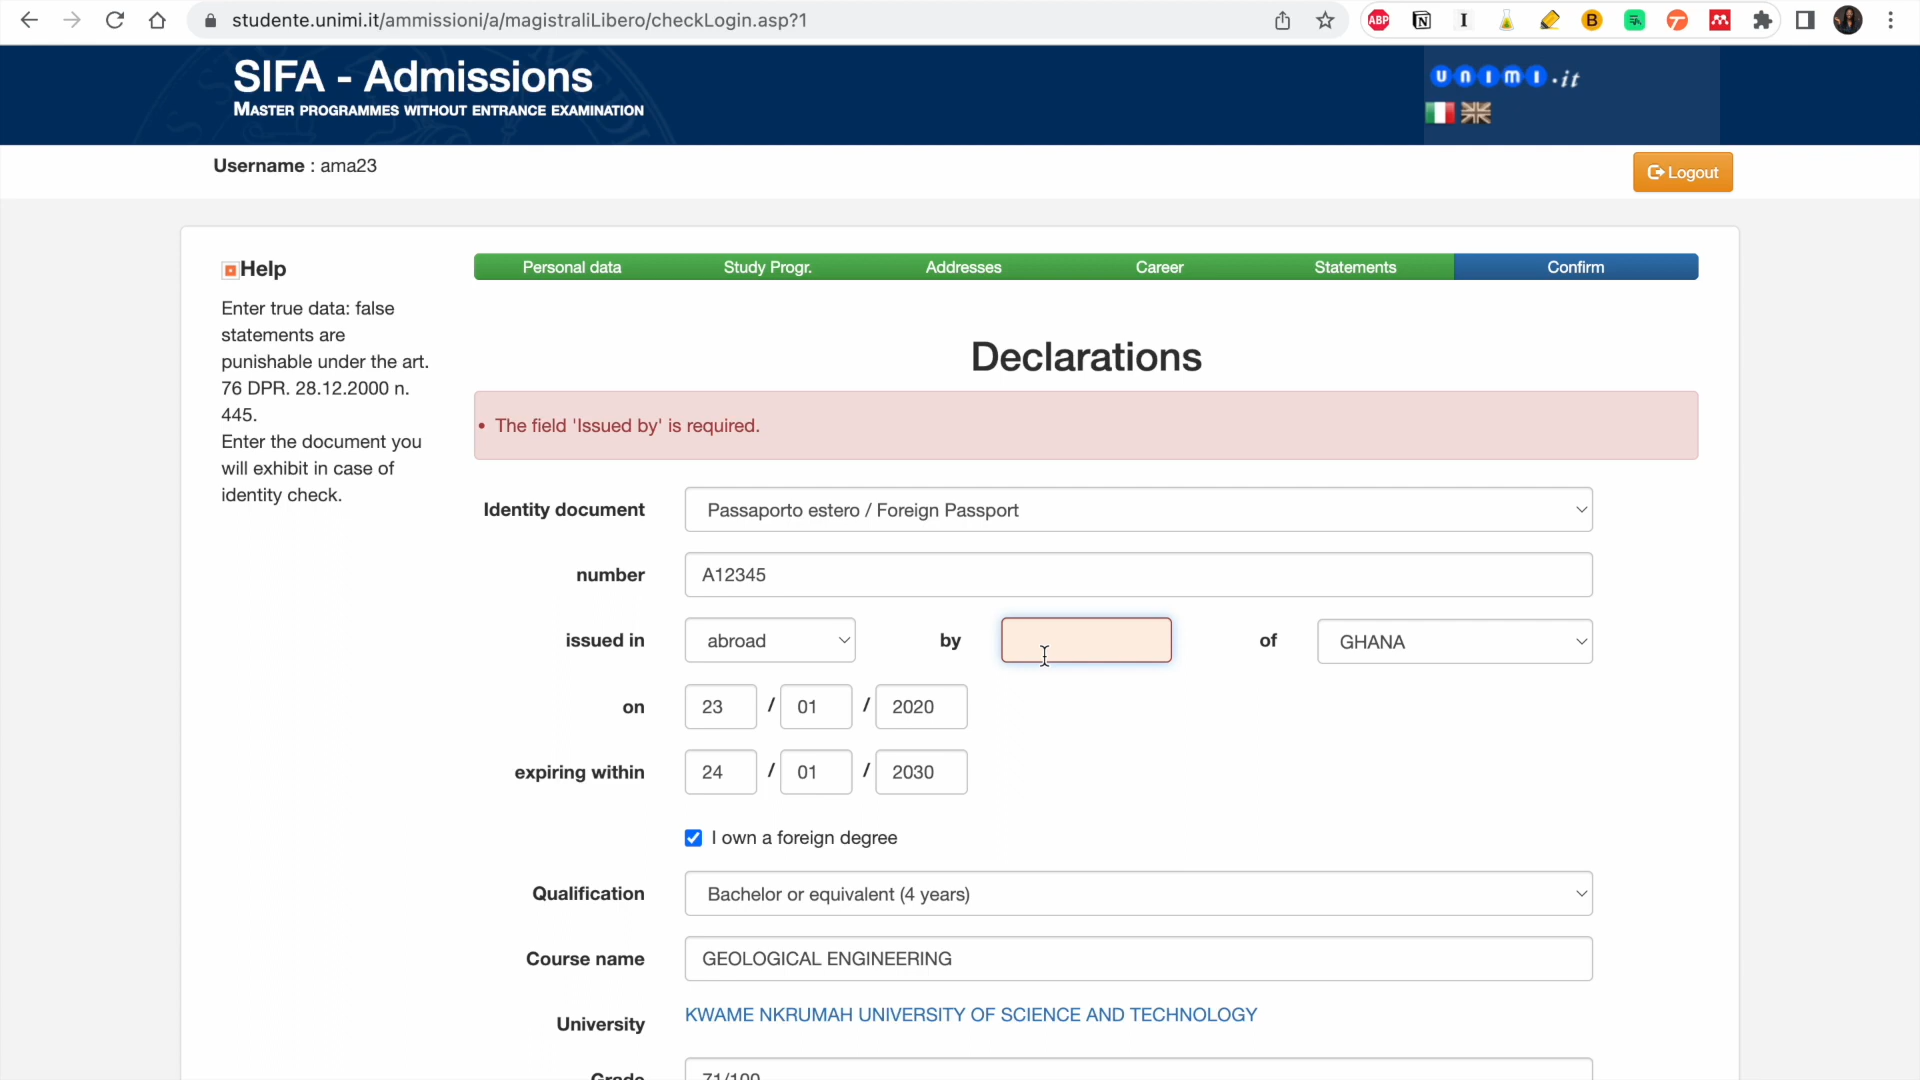 studente.unimi.it/ammissioni/a/magistraliLibero/checkLogin.asp?1
ABP
I
B
SIFA - Admissions
MASTER PROGRAMMES WITHOUT ENTRANCE EXAMINATION
unimi.it
Username : ama23
Logout
Help
Enter true data: false
statements are
punishable under the art.
76 DPR. 28.12.2000 n.
445.
Enter the document you
will exhibit in case of
identity check.
Personal data Study Progr. Addresses Career Statements Confirm
Declarations
• The field 'Issued by' is required.
Identity document Passaporto estero / Foreign Passport
number A12345
issued in abroad by of GHANA
on 23 / 01 / 2020
expiring within 24 / 01 / 2030
I own a foreign degree
Qualification Bachelor or equivalent (4 years)
Course name GEOLOGICAL ENGINEERING
University KWAME NKRUMAH UNIVERSITY OF SCIENCE AND TECHNOLOGY
Grade 71/100